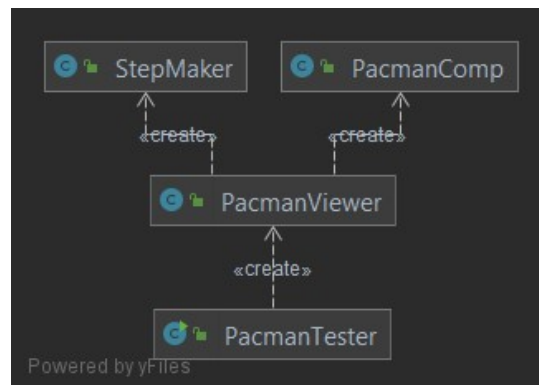 StepMaker
PacmanComp
«create»
«create»
PacmanViewer
«create»
PacmanTester
Powered by yFiles